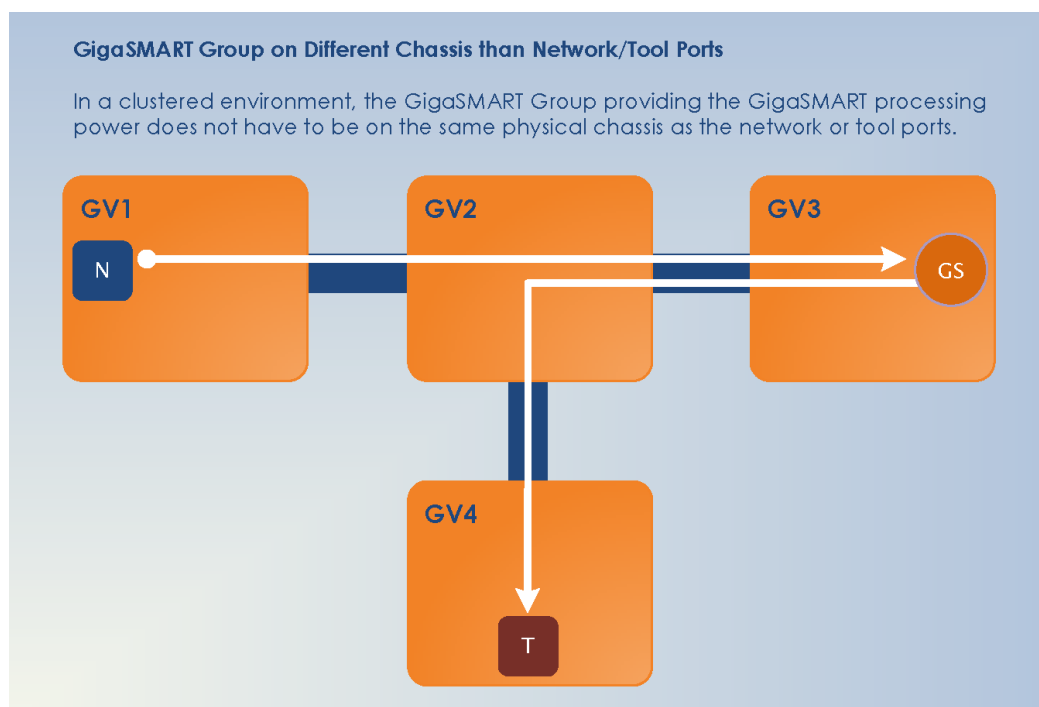 GigaSMART Group on Different Chassis than Network/Tool Ports
In a clustered environment, the GigaSMART Group providing the GigaSMART processing
power does not have to be on the same physical chassis as the network or tool ports.
GV1
GV2
GV3
N
GS
GV4
T